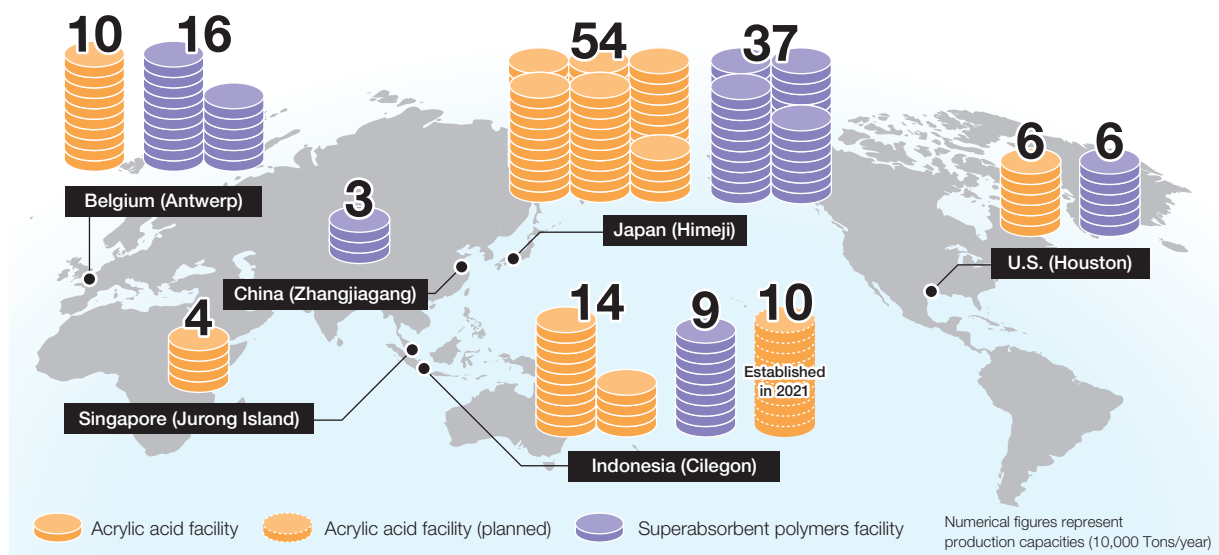 10
16
54
37
6
6
Belgium (Antwerp)
3
Japan (Himeji)
U.S. (Houston)
China (Zhangjiagang)
4
14
9
10
Established
in 2021
Singapore (Jurong Island)
Indonesia (Cilegon)
Acrylic acid facility
Acrylic acid facility (planned)
Superabsorbent polymers facility
Numerical figures represent
production capacities (10,000 Tons/year)